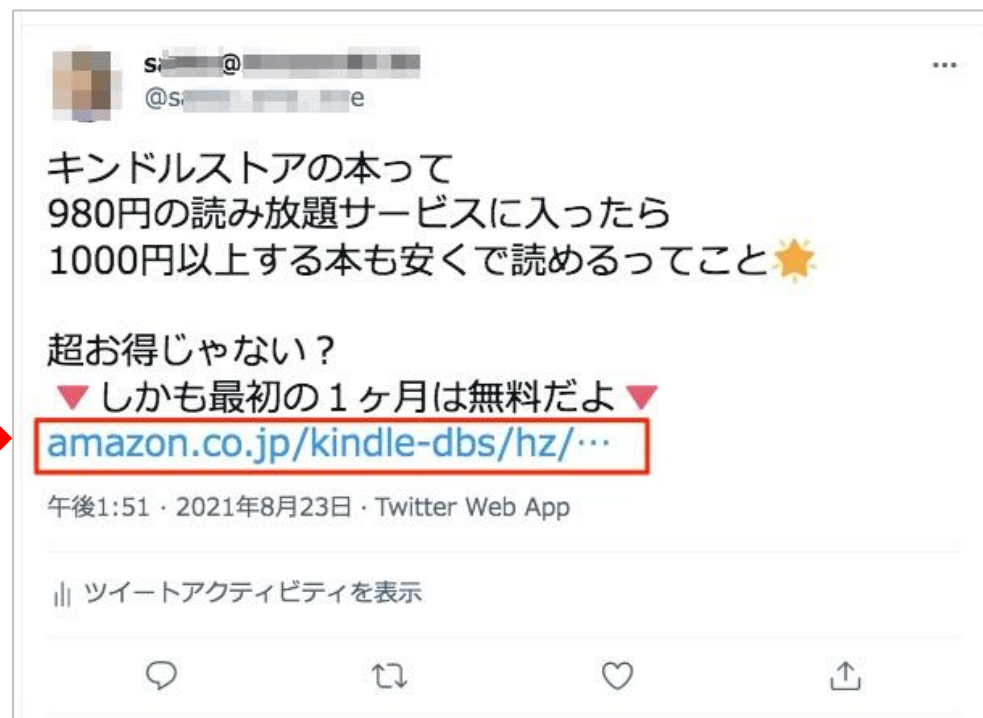 キンドルストアの本って
980円の読み放題サービスに入ったら
1000円以上する本も安くで読めるってこと🌟
超お得じゃない？
🔻しかも最初の１ヶ月は無料だよ🔻
amazon.co.jp/kindle-dbs/hz/…
午後1:51 · 2021年8月23日 · Twitter Web App
ツイートアクティビティを表示